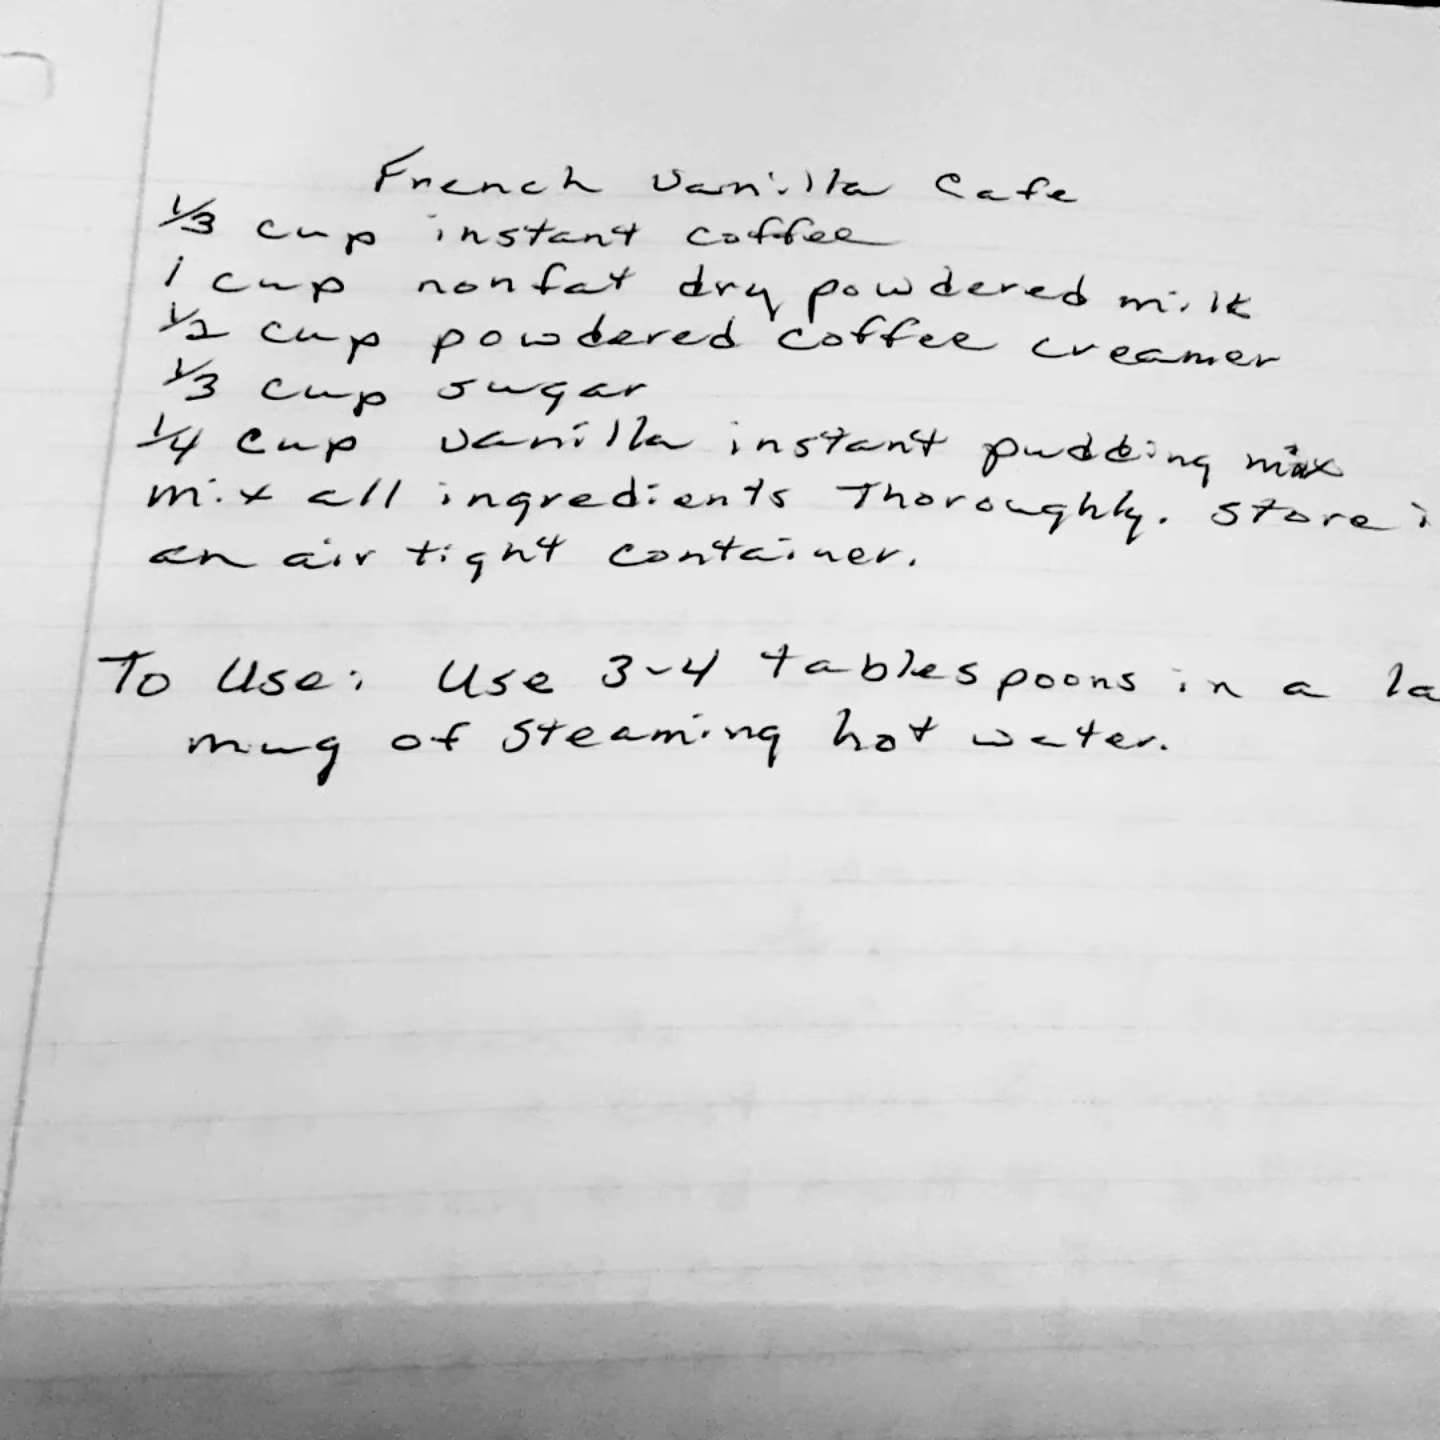 French Vanilla Cafe
1/3 cup instant coffee
1 cup nonfat dry powdered milk
1/2 cup powdered coffee creamer
1/3 cup sugar
1/4 cup vanilla instant pudding mix
mix all ingredients Thoroughly. Store i
an air tight container.
To Use: Use 3-4 tablespoons in a la
mug of steaming hot water.